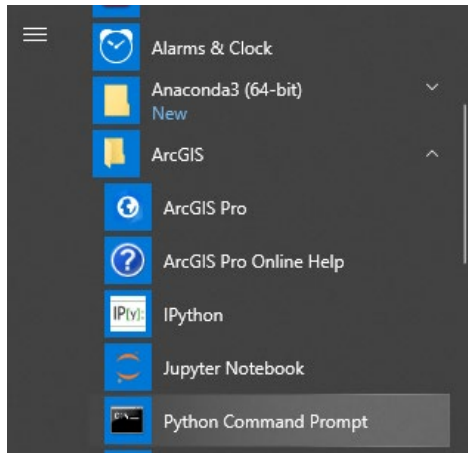 Alarms & Clock
Anaconda3 (64-bit)
New
ArcGIS
ArcGIS Pro
ArcGIS Pro Online Help
IP[y]: IPython
Jupyter Notebook
Python Command Prompt